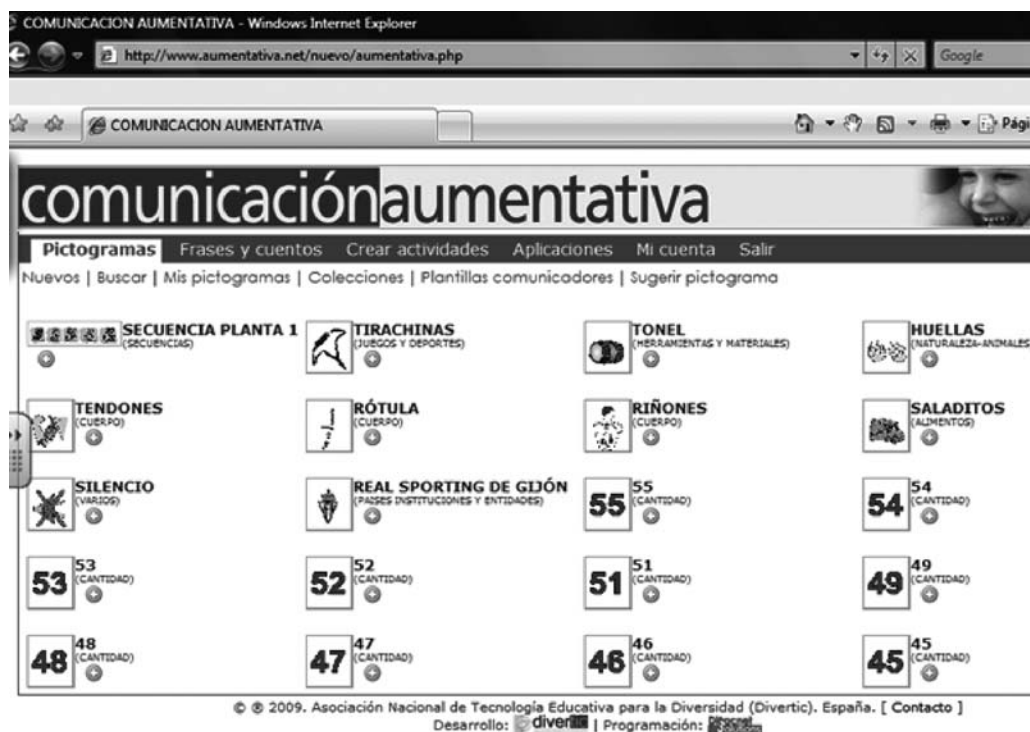 COMUNICACION AUMENTATIVA - Windows Internet Explorer
http://www.aumentativa.net/nuevo/aumentativa.php
Google
COMUNICACION AUMENTATIVA
Pági
comunicaciónaumentativa
Pictogramas Frases y cuentos Crear actividades Aplicaciones Mi cuenta Salir
Nuevos | Buscar | Mis pictogramas | Colecciones | Plantillas comunicadores | Sugerir pictograma
SECUENCIA PLANTA 1
(SECUENCIAS)
TIRACHINAS
(JUEGOS Y DEPORTES)
TONEL
(HERRAMIENTAS Y MATERIALES)
HUELLAS
(NATURALEZA-ANIMALES
TENDONES
(CUERPO)
RÓTULA
(CUERPO)
RIÑONES
(CUERPO)
SALADITOS
(ALIMENTOS)
SILENCIO
(VARIOS)
REAL SPORTING DE GIJÓN
(PAISES INSTITUCIONES Y ENTIDADES)
55
55
(CANTIDAD)
54
54
(CANTIDAD)
53
53
(CANTIDAD)
52
52
(CANTIDAD)
51
51
(CANTIDAD)
49
49
(CANTIDAD)
48
48
(CANTIDAD)
47
47
(CANTIDAD)
46
46
(CANTIDAD)
45
45
(CANTIDAD)
© ® 2009. Asociación Nacional de Tecnología Educativa para la Diversidad (Divertic). España. [ Contacto ]
Desarrollo: divertic | Programación: